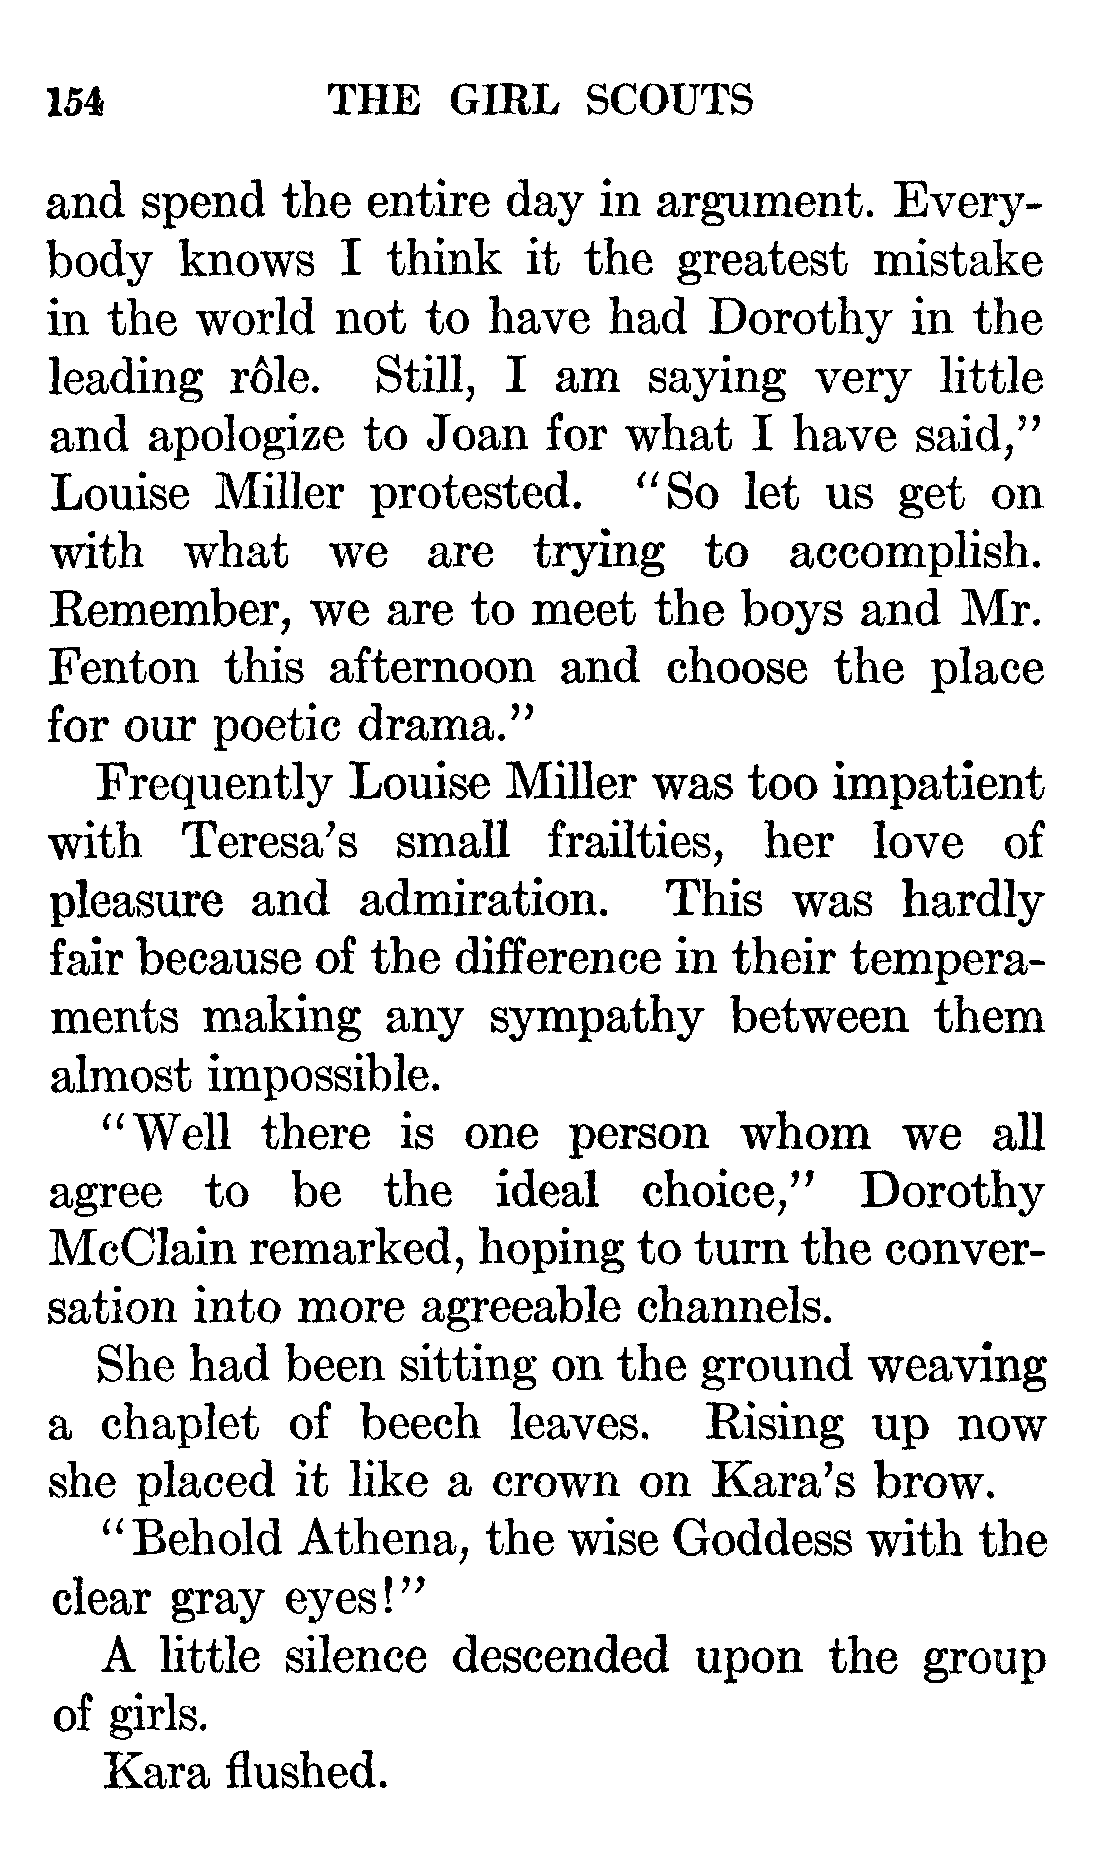 154 THE GIRL SCOUTS
and spend the entire day in argument. Every-
body knows I think it the greatest mistake
in the world not to have had Dorothy in the
leading rôle. Still, I am saying very little
and apologize to Joan for what I have said,”
Louise Miller protested. “So let us get on
with what we are trying to accomplish.
Remember, we are to meet the boys and Mr.
Fenton this afternoon and choose the place
for our poetic drama.”
Frequently Louise Miller was too impatient
with Teresa’s small frailties, her love of
pleasure and admiration. This was hardly
fair because of the difference in their tempera-
ments making any sympathy between them
almost impossible.
“Well there is one person whom we all
agree to be the ideal choice,” Dorothy
McClain remarked, hoping to turn the conver-
sation into more agreeable channels.
She had been sitting on the ground weaving
a chaplet of beech leaves. Rising up now
she placed it like a crown on Kara’s brow.
“Behold Athena, the wise Goddess with the
clear gray eyes!”
A little silence descended upon the group
of girls.
Kara flushed.